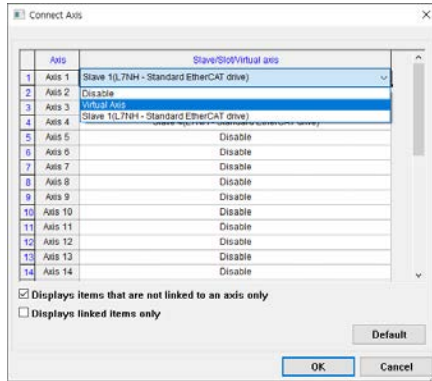 Connect Axis
Axis Slave/Slot/Virtual axis
1 Axis 1 Slave 1(L7NH - Standard EtherCAT drive)
2 Axis 2 Disable
3 Axis 3 Virtual Axis
Slave 1(L7NH - Standard EtherCAT drive)
4 Axis 4
5 Axis 5 Disable
6 Axis 6 Disable
7 Axis 7 Disable
8 Axis 8 Disable
9 Axis 9 Disable
10 Axis 10 Disable
11 Axis 11 Disable
12 Axis 12 Disable
13 Axis 13 Disable
14 Axis 14 Disable
Displays items that are not linked to an axis only
Displays linked items only
Default
OK Cancel